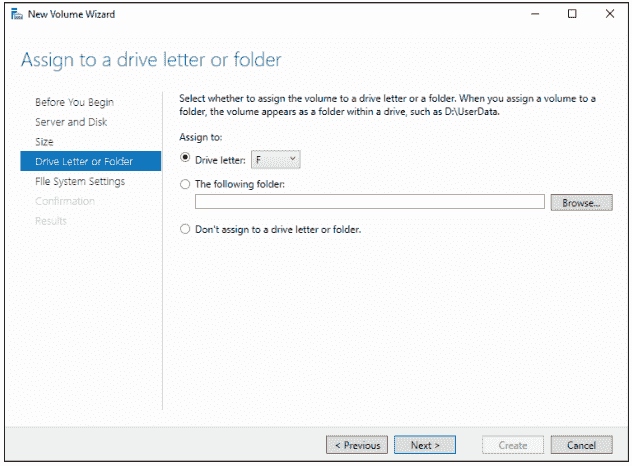 New Volume Wizard
Assign to a drive letter or folder
Before You Begin
Server and Disk
Size
Drive Letter or Folder
File System Settings
Confirmation
Results
Select whether to assign the volume to a drive letter or a folder. When you assign a volume to a
folder, the volume appears as a folder within a drive, such as D:\UserData.
Assign to:
Drive letter: F
The following folder:
Browse...
Don't assign to a drive letter or folder.
< Previous Next > Create Cancel